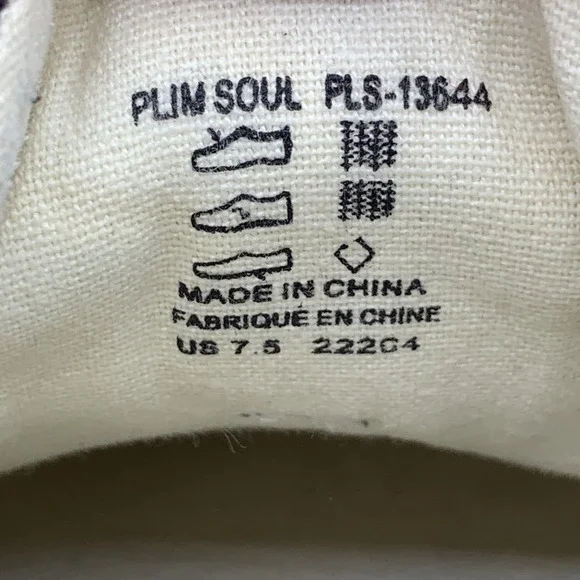 PLIM SOUL PLS-13644
MADE IN CHINA
FABRIQUÉ EN CHINE
US 7.5 22204